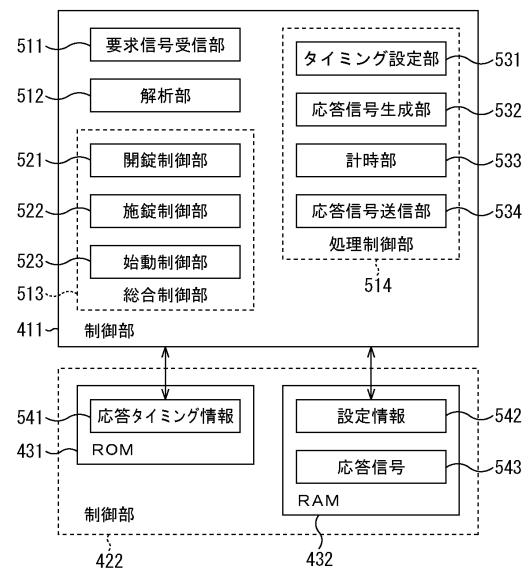 511
要求信号受信部
512
解析部
521
開錠制御部
522
施錠制御部
523
始動制御部
513
総合制御部
411
制御部
タイミング設定部
531
応答信号生成部
532
計時部
533
応答信号送信部
534
処理制御部
514
541
応答タイミング情報
431
ROM
設定情報
542
応答信号
543
RAM
制御部
422
432